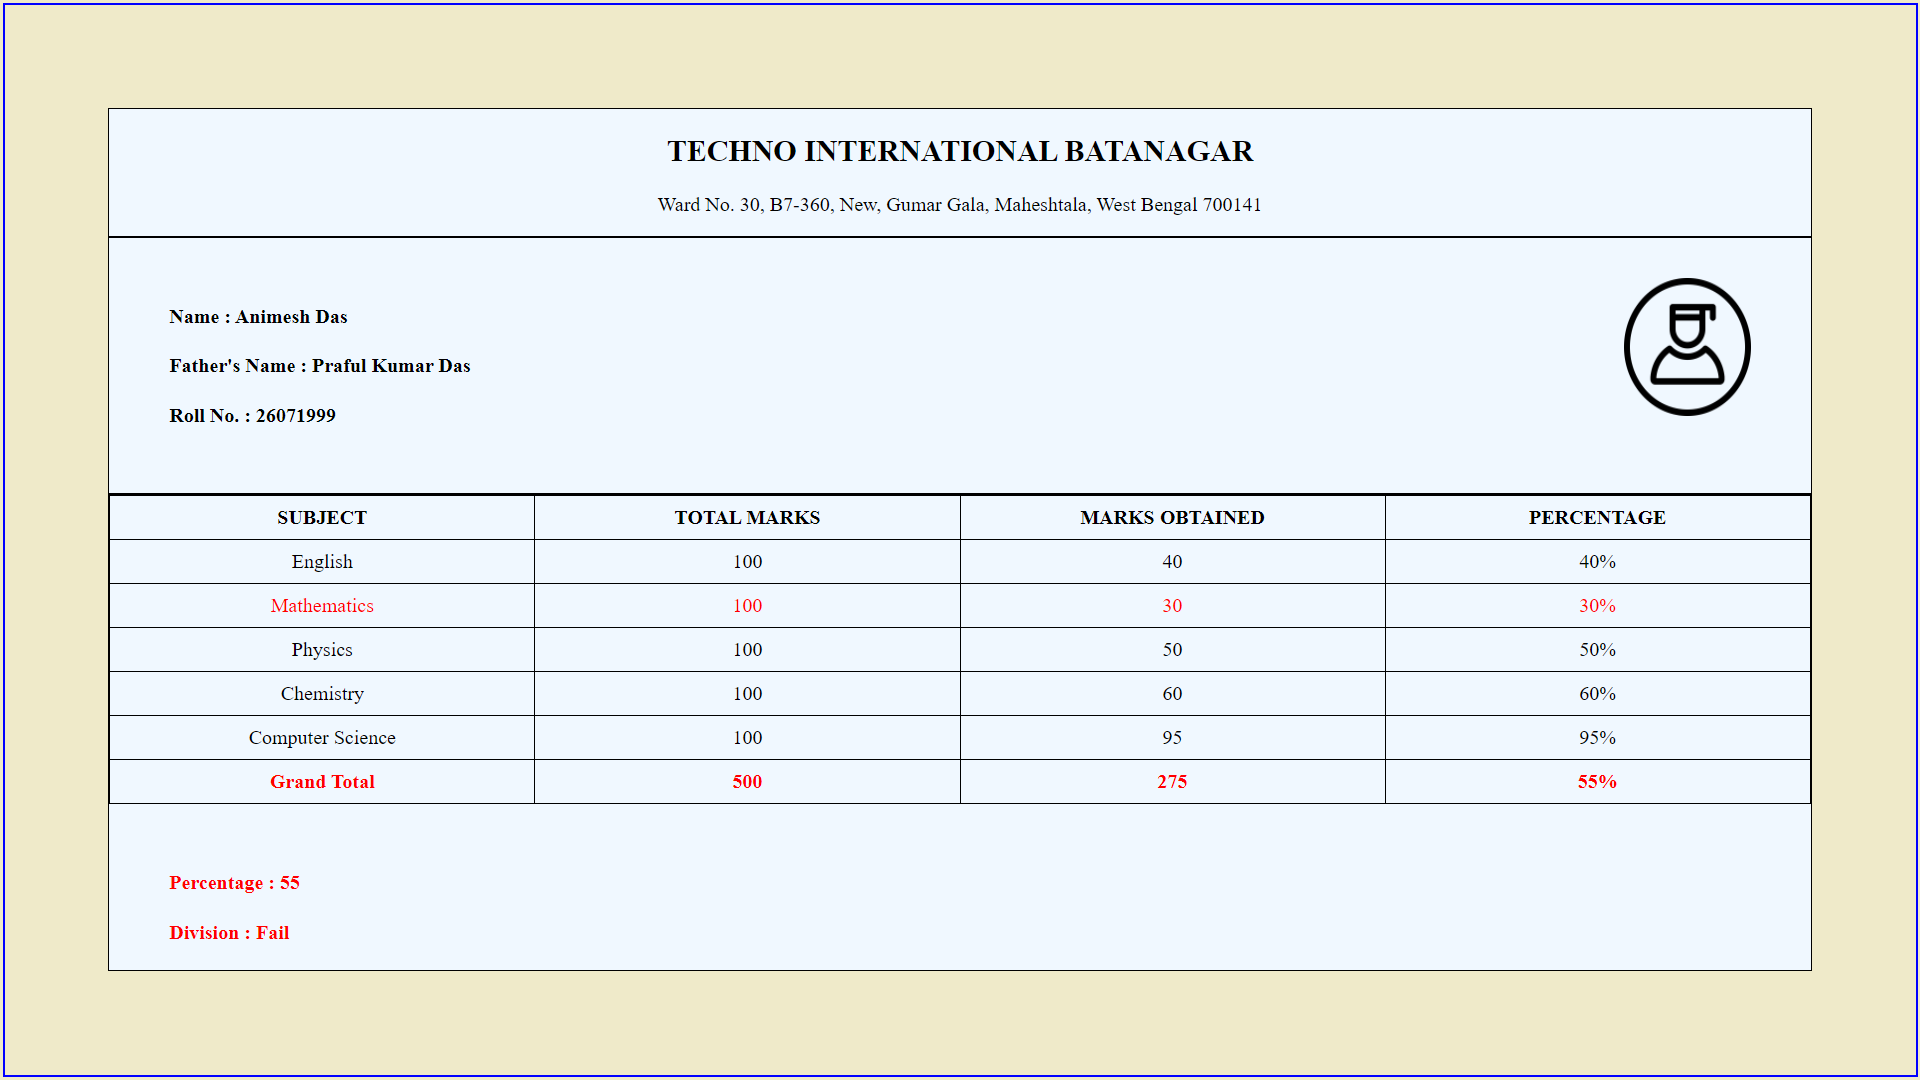 TECHNO INTERNATIONAL BATANAGAR
Ward No. 30, B7-360, New, Gumar Gala, Maheshtala, West Bengal 700141
Name : Animesh Das
Father's Name : Praful Kumar Das
Roll No. : 26071999
SUBJECT TOTAL MARKS MARKS OBTAINED PERCENTAGE
English 100 40 40%
Mathematics 100 30 30%
Physics 100 50 50%
Chemistry 100 60 60%
Computer Science 100 95 95%
Grand Total 500 275 55%
Percentage : 55
Division : Fail